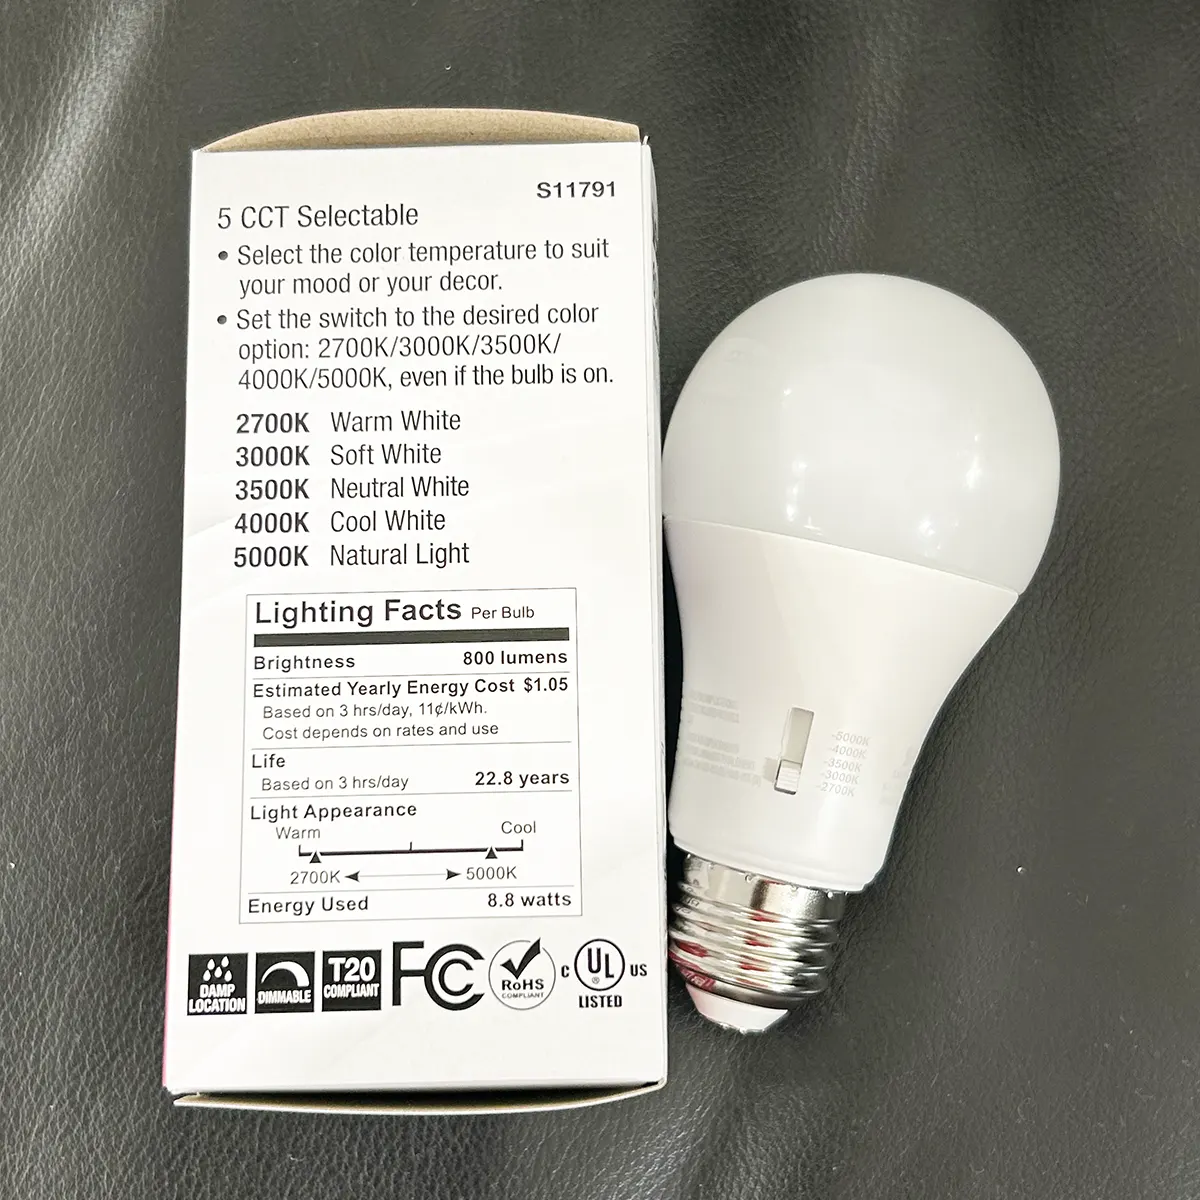 S11791
5 CCT Selectable
• Select the color temperature to suit
your mood or your decor.
• Set the switch to the desired color
option: 2700K/3000K/3500K/
4000K/5000K, even if the bulb is on.
2700K Warm White
3000K Soft White
3500K Neutral White
4000K Cool White
5000K Natural Light
Lighting Facts Per Bulb
Brightness 800 lumens
Estimated Yearly Energy Cost $1.05
Based on 3 hrs/day, 11¢/kWh.
Cost depends on rates and use
Life
Based on 3 hrs/day 22.8 years
Light Appearance
Warm Cool
2700K 5000K
Energy Used 8.8 watts
DAMP
LOCATION
DIMMABLE
T20
COMPLIANT
FC
RoHS
COMPLIANT
C UL US
®
LISTED
-5000K
-4000K
-3500K
-3000K
-2700K